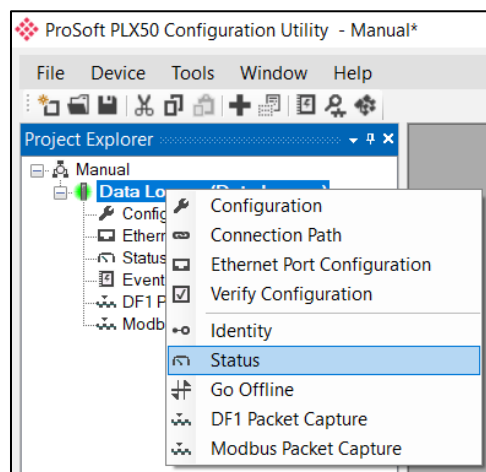 ProSoft PLX50 Configuration Utility - Manual*
File Device Tools Window Help
Project Explorer
Manual
Data
Config
Ethern
Status
Event
DF1 P
Modb
Configuration
Connection Path
Ethernet Port Configuration
Verify Configuration
Identity
Status
Go Offline
DF1 Packet Capture
Modbus Packet Capture